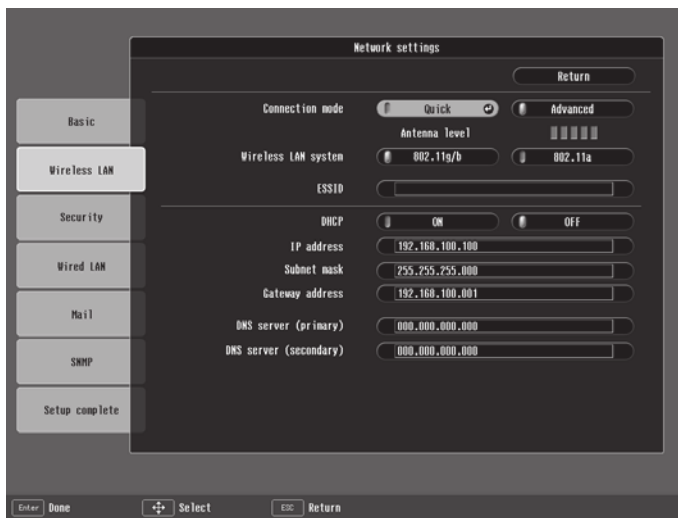 Network settings
Return
Basic
Wireless LAN
Security
Wired LAN
Mail
SNMP
Setup complete
Connection mode Quick Advanced
Antenna level
Wireless LAN system 802.11g/b 802.11a
ESSID
DHCP ON OFF
IP address 192.168.100.100
Subnet mask 255.255.255.000
Gateway address 192.168.100.001
DNS server (primary) 000.000.000.000
DNS server (secondary) 000.000.000.000
Enter Done Select ESC Return